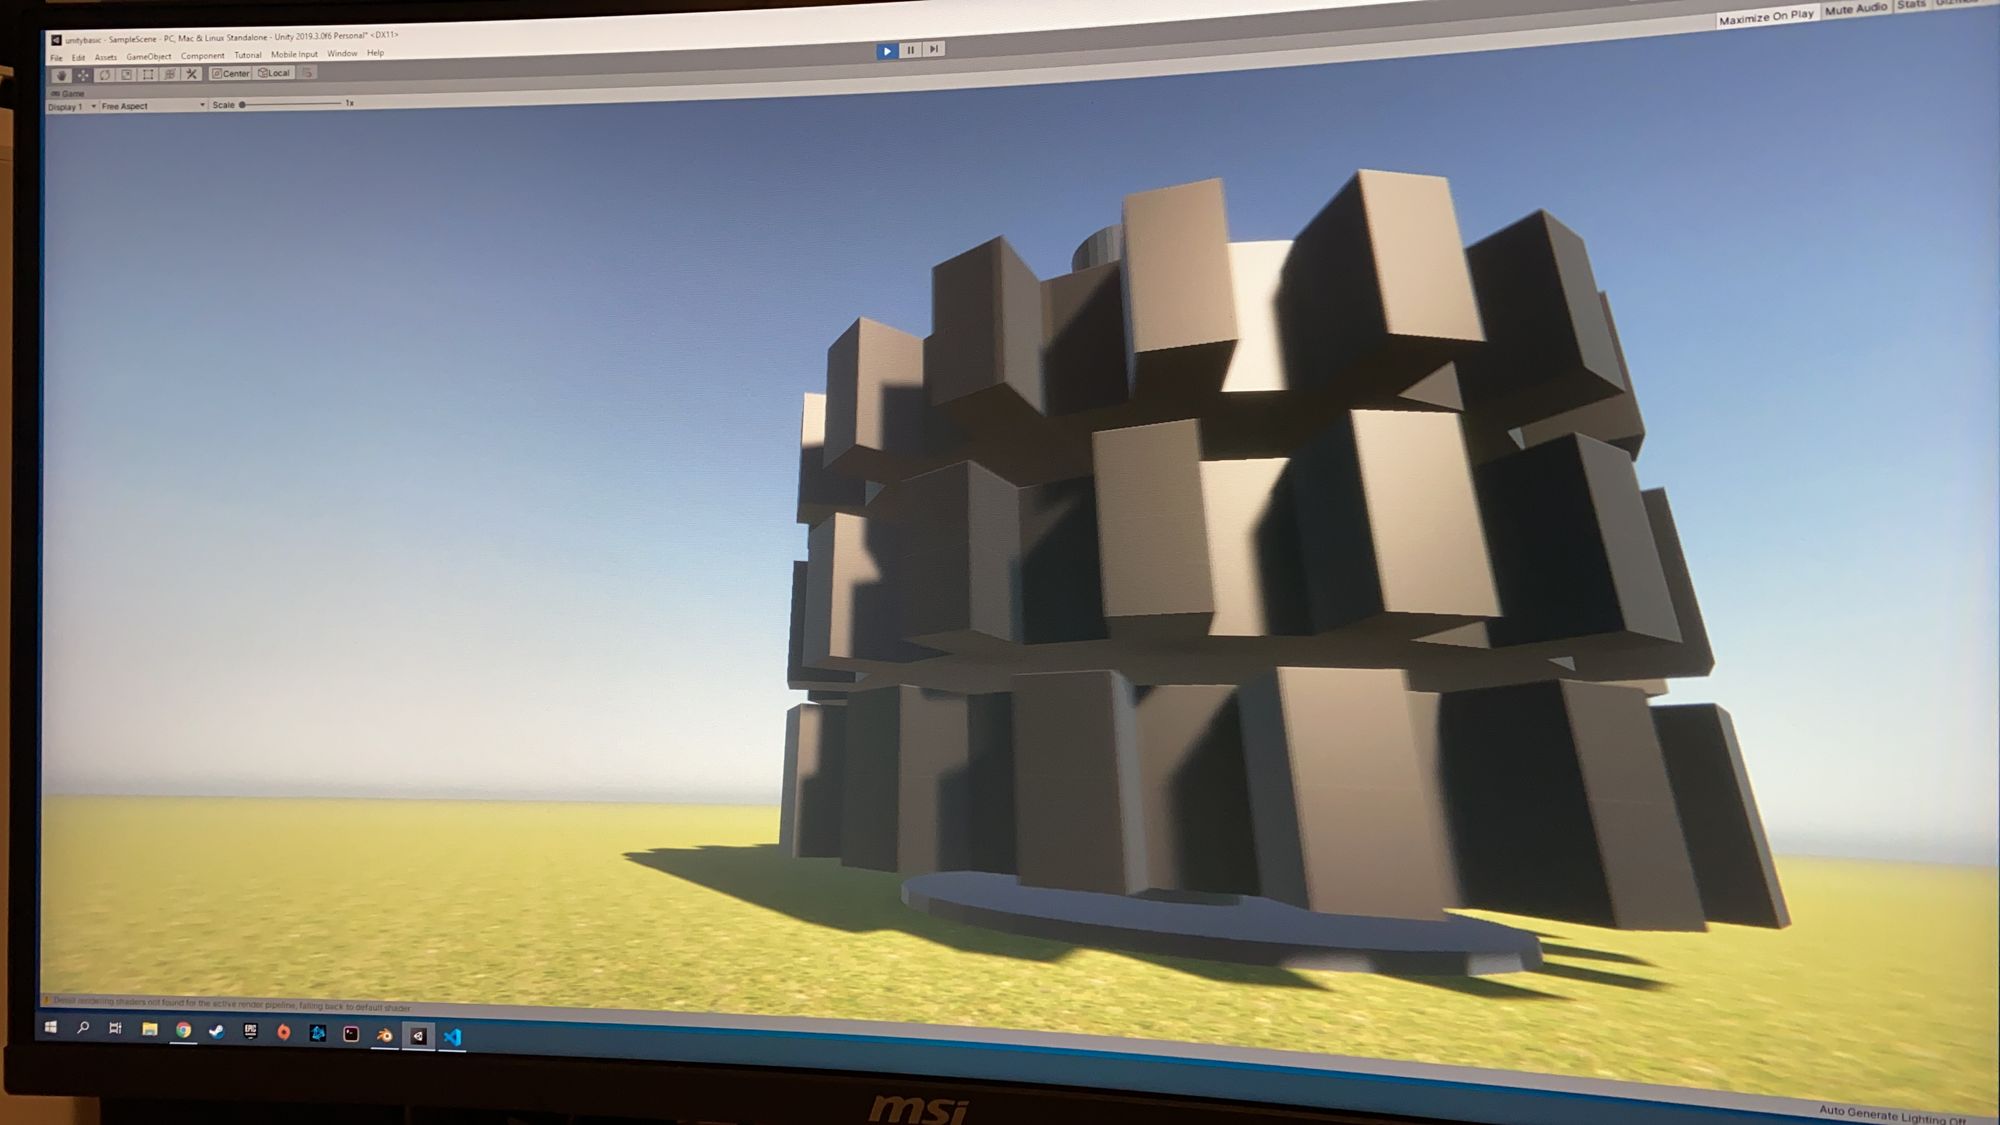 unitybasic - SampleScene - PC, Mac & Linux Standalone - Unity 2019.3.0f6 Personal* <DX11>
File Edit Assets GameObject Component Tutorial Mobile Input Window Help
Center Local
Game
Display 1 Free Aspect Scale 1x
Maximize On Play Mute Audio Stats
Detail rendering shaders not found for the active render pipeline, falling back to default shader.
EPIC
Auto Generate Lighting Off
msi